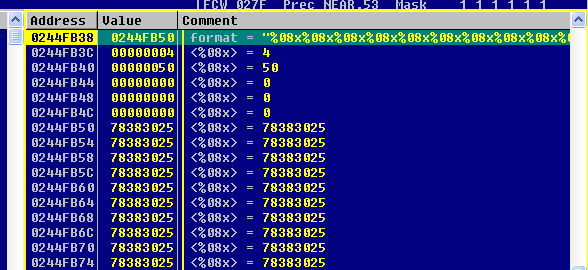 FCW 027F Prec NEAR,53 Mask 1 1 1 1 1 1
Address Value Comment
0244FB38 0244FB50 format = "%08x%08x%08x%08x%08x%08x%08x%08x%08x
0244FB3C 00000004 <%08x> = 4
0244FB40 00000050 <%08x> = 50
0244FB44 00000000 <%08x> = 0
0244FB48 00000000 <%08x> = 0
0244FB4C 00000000 <%08x> = 0
0244FB50 78383025 <%08x> = 78383025
0244FB54 78383025 <%08x> = 78383025
0244FB58 78383025 <%08x> = 78383025
0244FB5C 78383025 <%08x> = 78383025
0244FB60 78383025 <%08x> = 78383025
0244FB64 78383025 <%08x> = 78383025
0244FB68 78383025 <%08x> = 78383025
0244FB6C 78383025 <%08x> = 78383025
0244FB70 78383025 <%08x> = 78383025
0244FB74 78383025 <%08x> = 78383025